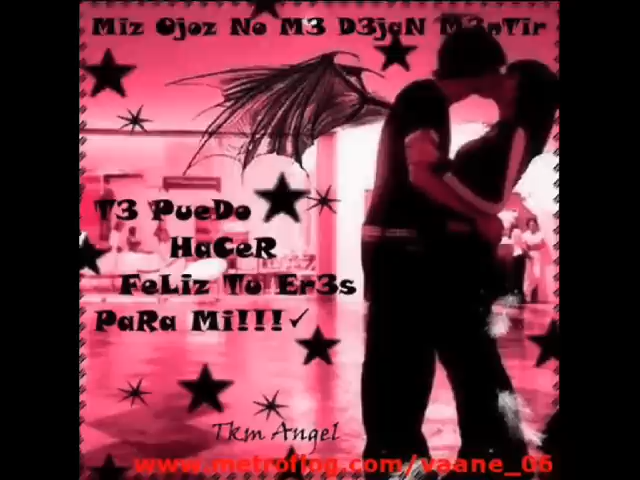 Miz Ojoz No M3 D3jaN M3nTir
T3 PueDo
HaCeR
FeLiz Tu Er3s
PaRa Mi!!!✓
Tkm Angel
www.metroflog.com/vaane_06